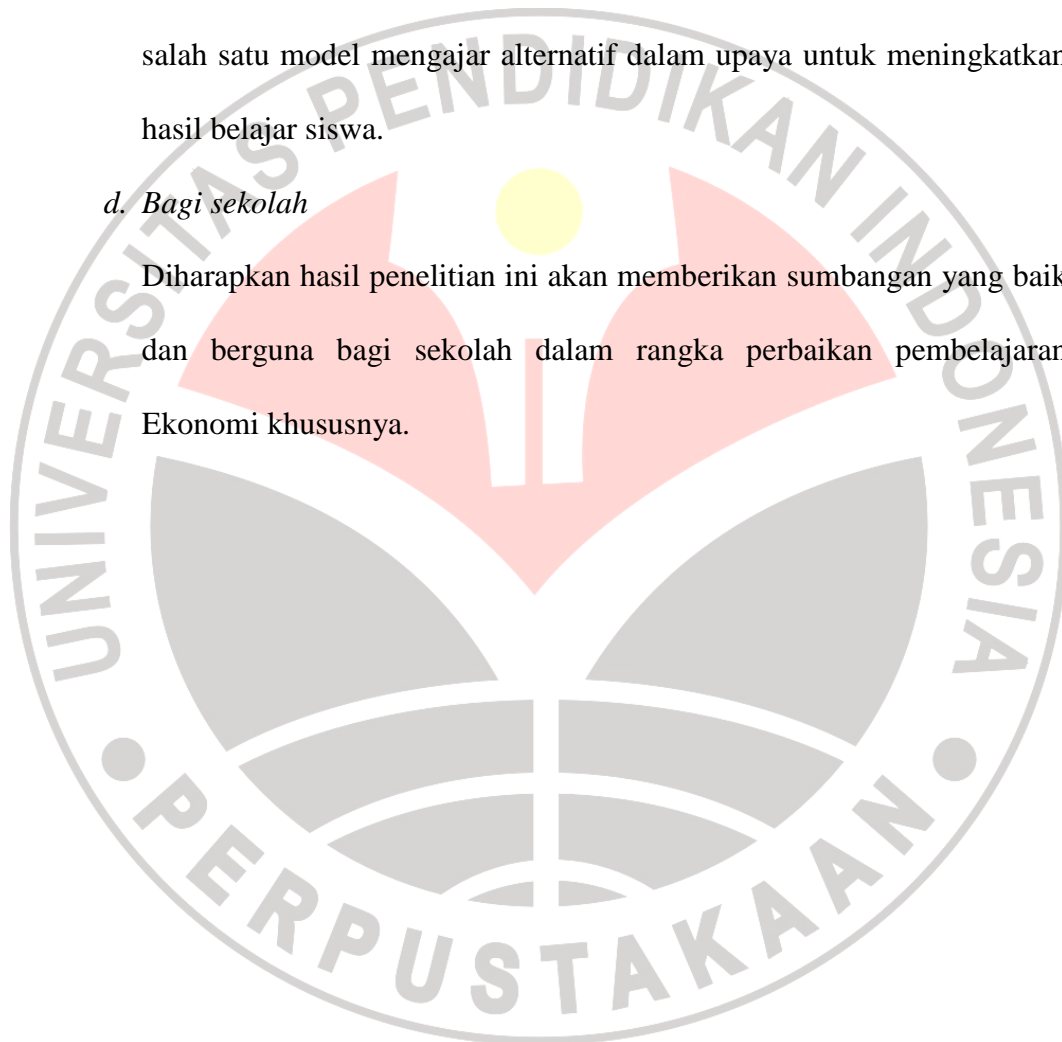 salah satu model mengajar alternatif dalam upaya untuk meningkatkan
hasil belajar siswa.
d. Bagi sekolah
Diharapkan hasil penelitian ini akan memberikan sumbangan yang baik
dan berguna bagi sekolah dalam rangka perbaikan pembelajaran
Ekonomi khususnya.
UNIVERSITAS PENDIDIKAN INDONESIA
PERPUSTAKAAN